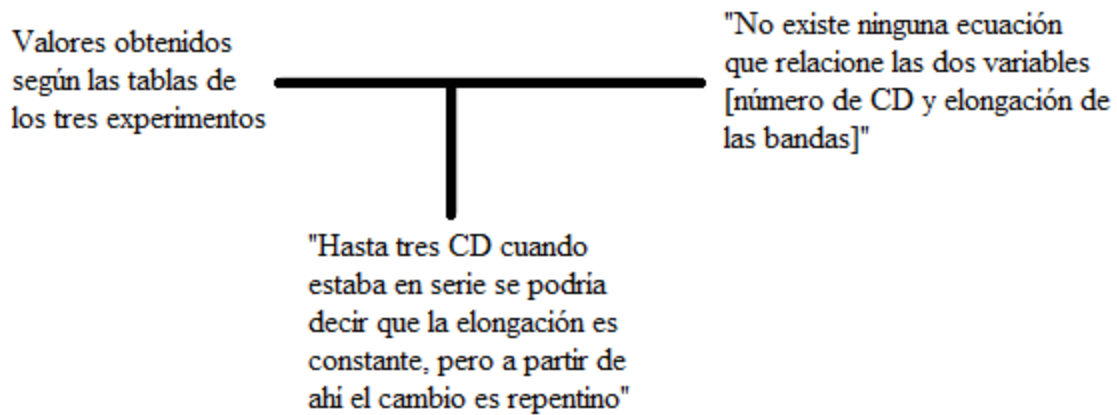 Valores obtenidos
según las tablas de
los tres experimentos
"No existe ninguna ecuación
que relacione las dos variables
[número de CD y elongación de
las bandas]"
"Hasta tres CD cuando
estaba en serie se podría
decir que la elongación es
constante, pero a partir de
ahí el cambio es repentino"